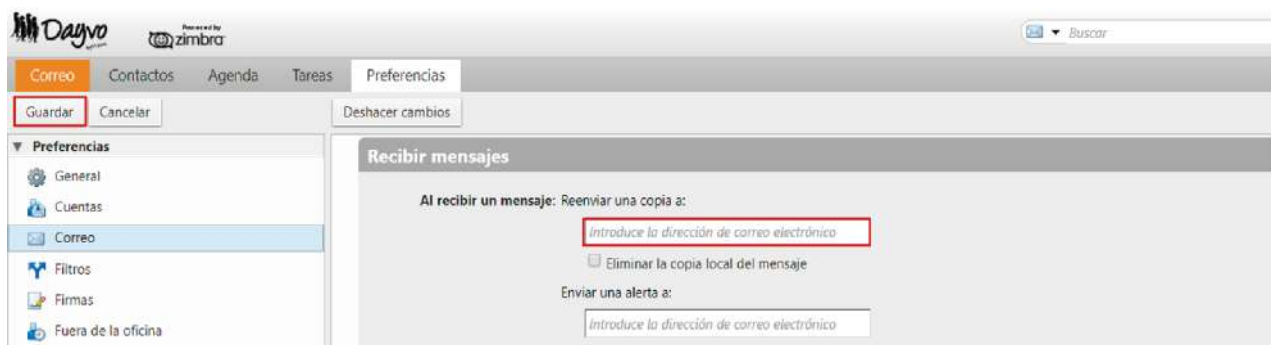 Dayvo
Powered by
zimbra
Buscar
Correo Contactos Agenda Tareas Preferencias
Guardar Cancelar Deshacer cambios
Preferencias
General
Cuentas
Correo
Filtros
Firmas
Fuera de la oficina
Recibir mensajes
Al recibir un mensaje: Reenviar una copia a:
Introduce la dirección de correo electrónico
Eliminar la copia local del mensaje
Enviar una alerta a:
Introduce la dirección de correo electrónico